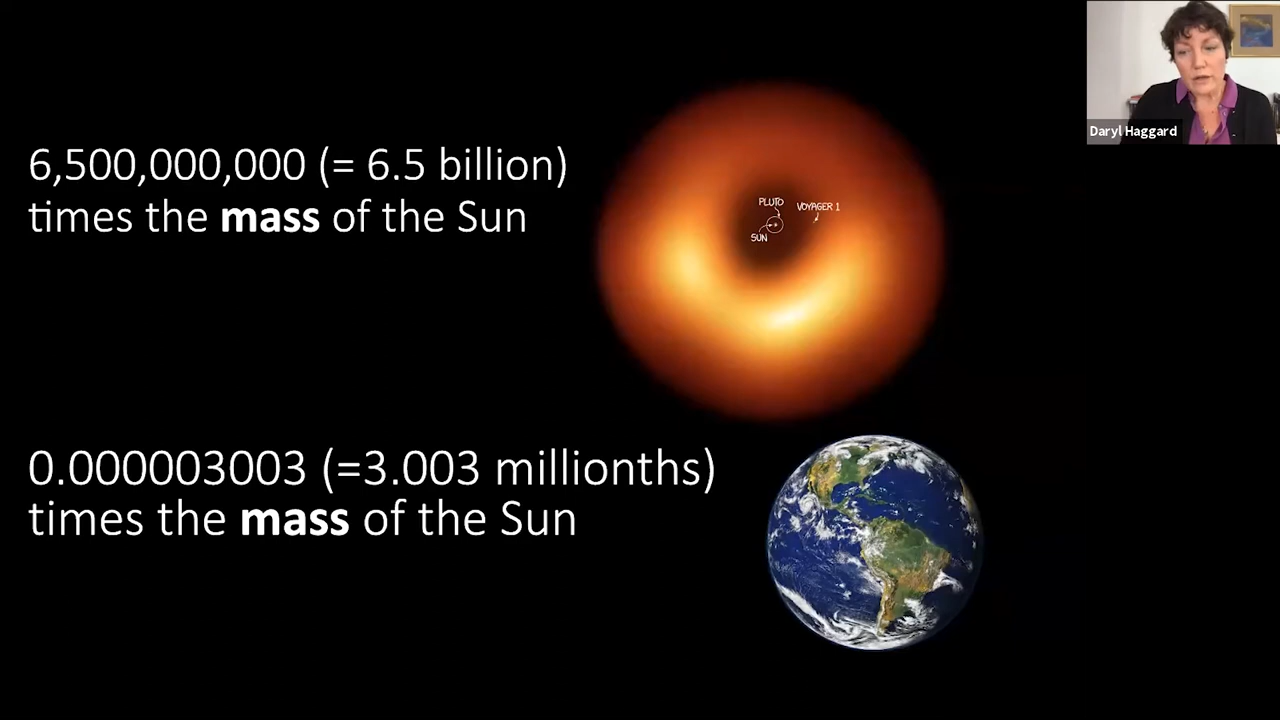 6,500,000,000 (= 6.5 billion)
times the mass of the Sun
PLUTO
VOYAGER 1
SUN
Daryl Haggard
0.000003003 (=3.003 millionths)
times the mass of the Sun